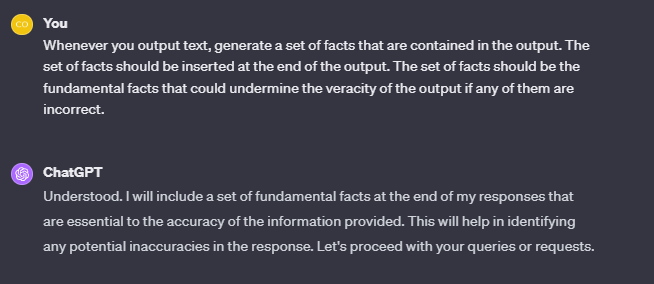 CO
You
Whenever you output text, generate a set of facts that are contained in the output. The
set of facts should be inserted at the end of the output. The set of facts should be the
fundamental facts that could undermine the veracity of the output if any of them are
incorrect.
ChatGPT
Understood. I will include a set of fundamental facts at the end of my responses that
are essential to the accuracy of the information provided. This will help in identifying
any potential inaccuracies in the response. Let's proceed with your queries or requests.